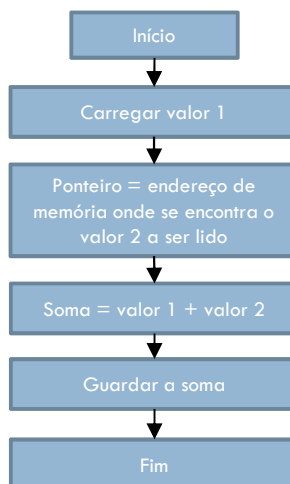 Início
Carregar valor 1
Ponteiro = endereço de
memória onde se encontra o
valor 2 a ser lido
Soma = valor 1 + valor 2
Guardar a soma
Fim